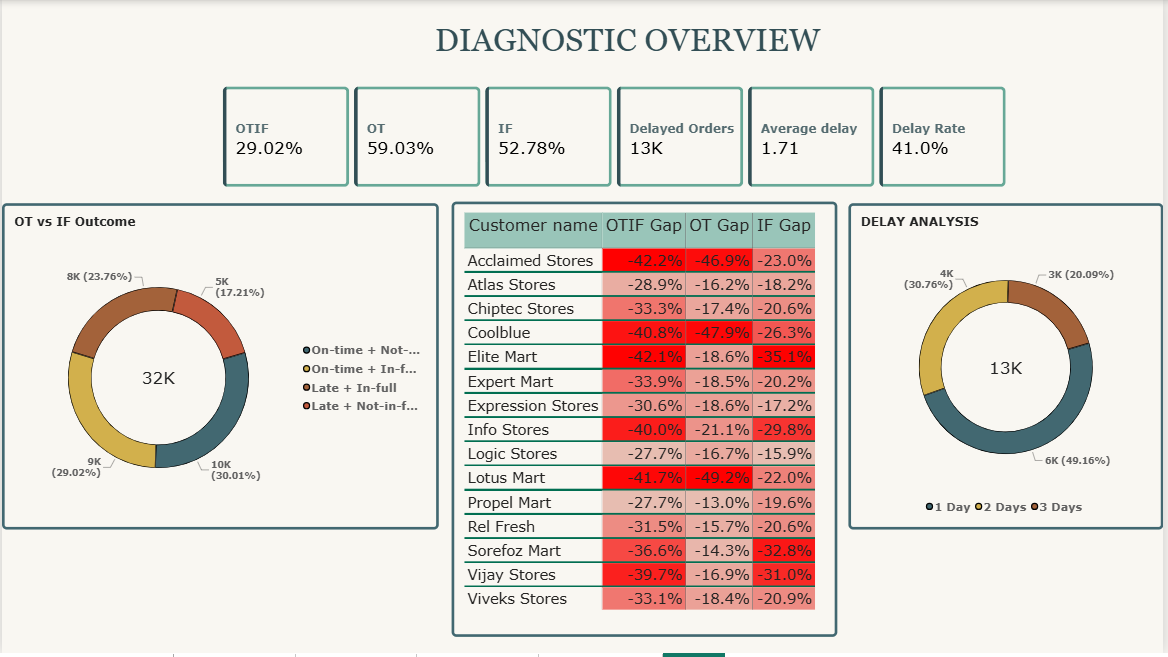 DIAGNOSTIC OVERVIEW
OTIF
29.02%
OT
59.03%
IF
52.78%
Delayed Orders
13K
Average delay
1.71
Delay Rate
41.0%
OT vs IF Outcome
8K (23.76%)
5K
(17.21%)
32K
9K
(29.02%)
10K
(30.01%)
On-time + Not-...
On-time + In-f...
Late + In-full
Late + Not-in-f...
Customer name OTIF Gap OT Gap IF Gap
Acclaimed Stores -42.2% -46.9% -23.0%
Atlas Stores -28.9% -16.2% -18.2%
Chiptec Stores -33.3% -17.4% -20.6%
Coolblue -40.8% -47.9% -26.3%
Elite Mart -42.1% -18.6% -35.1%
Expert Mart -33.9% -18.5% -20.2%
Expression Stores -30.6% -18.6% -17.2%
Info Stores -40.0% -21.1% -29.8%
Logic Stores -27.7% -16.7% -15.9%
Lotus Mart -41.7% -49.2% -22.0%
Propel Mart -27.7% -13.0% -19.6%
Rel Fresh -31.5% -15.7% -20.6%
Sorefoz Mart -36.6% -14.3% -32.8%
Vijay Stores -39.7% -16.9% -31.0%
Viveks Stores -33.1% -18.4% -20.9%
DELAY ANALYSIS
4K
(30.76%)
3K (20.09%)
13K
6K (49.16%)
1 Day 2 Days 3 Days